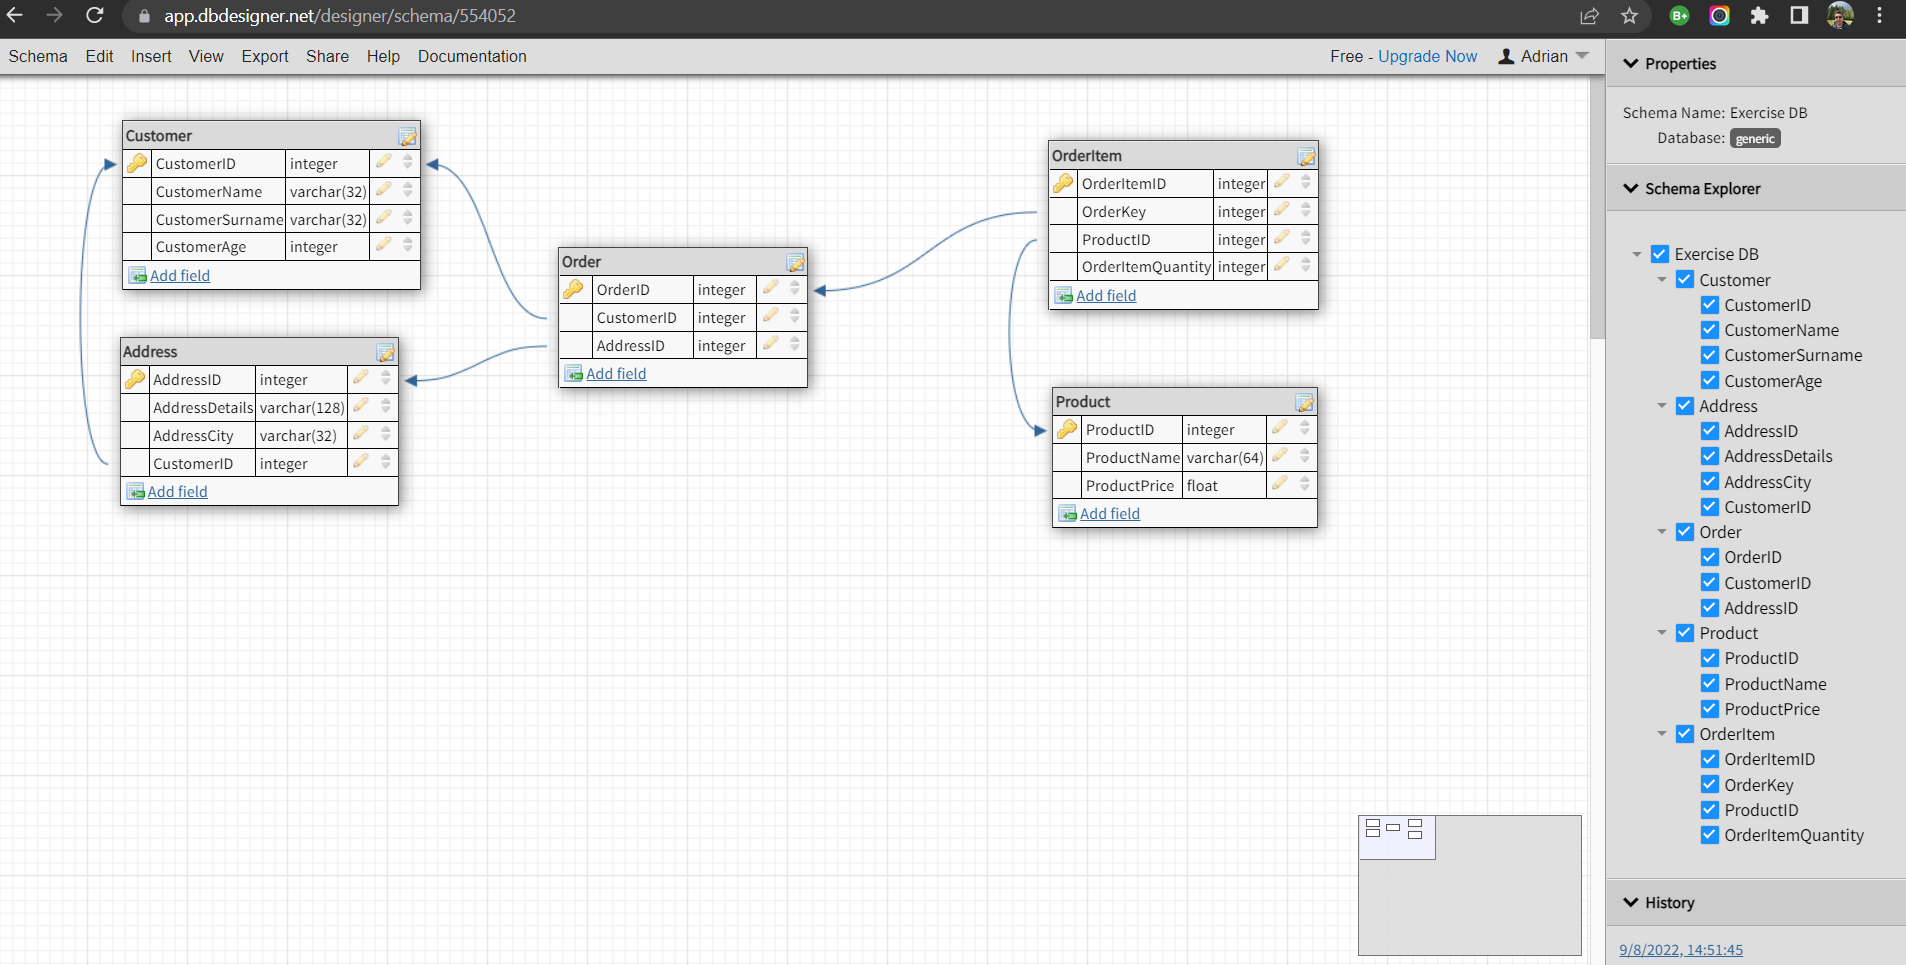 app.dbdesigner.net/designer/schema/554052
B+
Schema Edit Insert View Export Share Help Documentation
Free - Upgrade Now Adrian
Customer
CustomerID integer
CustomerName varchar(32)
CustomerSurname varchar(32)
CustomerAge integer
Add field
Address
AddressID integer
AddressDetails varchar(128)
AddressCity varchar(32)
CustomerID integer
Add field
Order
OrderID integer
CustomerID integer
AddressID integer
Add field
OrderItem
OrderItemID integer
OrderKey integer
ProductID integer
OrderItemQuantity integer
Add field
Product
ProductID integer
ProductName varchar(64)
ProductPrice float
Add field
Properties
Schema Name: Exercise DB
Database: generic
Schema Explorer
Exercise DB
Customer
CustomerID
CustomerName
CustomerSurname
CustomerAge
Address
AddressID
AddressDetails
AddressCity
CustomerID
Order
OrderID
CustomerID
AddressID
Product
ProductID
ProductName
ProductPrice
OrderItem
OrderItemID
OrderKey
ProductID
OrderItemQuantity
History
9/8/2022, 14:51:45